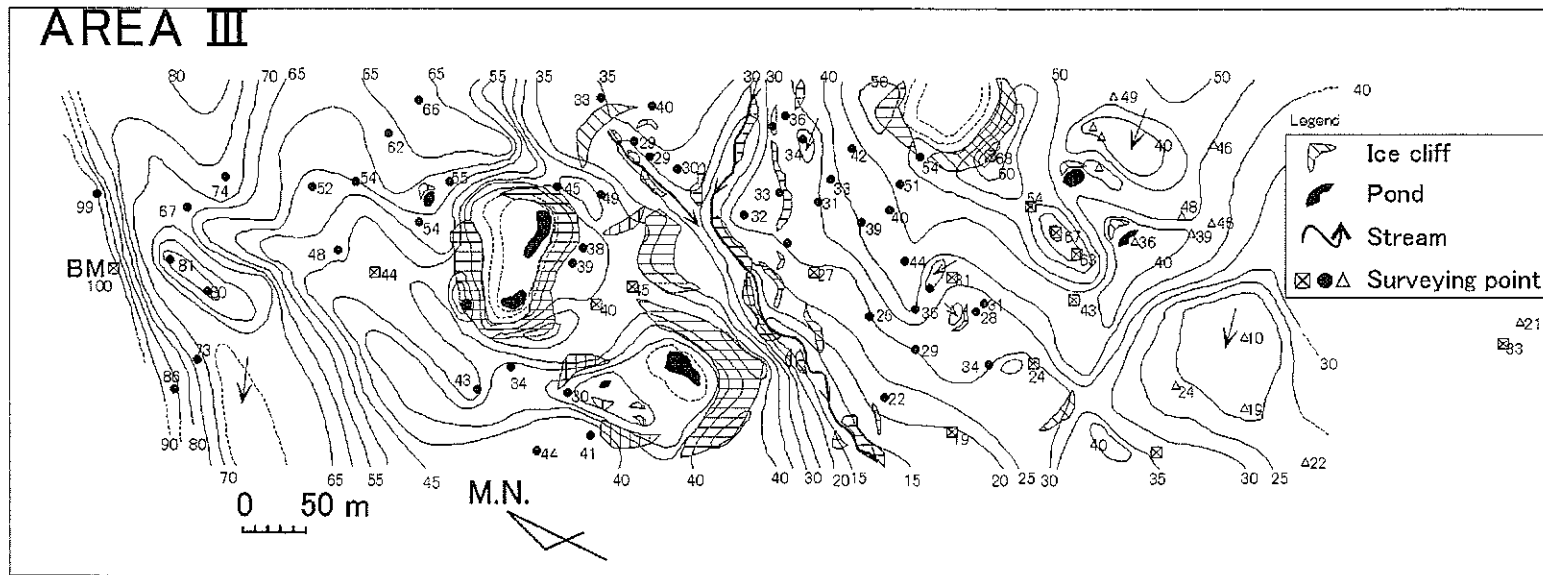 AREA III
80 70 65 65 65 55 35 35 30 30 40 50 50 50 40
33 40 36 49
66
62 29 29 30 34 42 54 68 60 40 46
74 52 54 55 45 49 33 33 51
99 67 54 32 31 40 54 48 45
48 38 39 67 36 39
81 44 39 44 63 40
BM
100
60 45 27 31
40 36 31 28 43
10 21
33
73 29
86 43 34 30 34 24 24 30
22 19
44 41 19 40 22
90 80 70 65 55 45 40 40 40 30 20 15 15 20 25 30 35 30 25
Legend
Ice cliff
Pond
Stream
Surveying point
0 50 m
M.N.